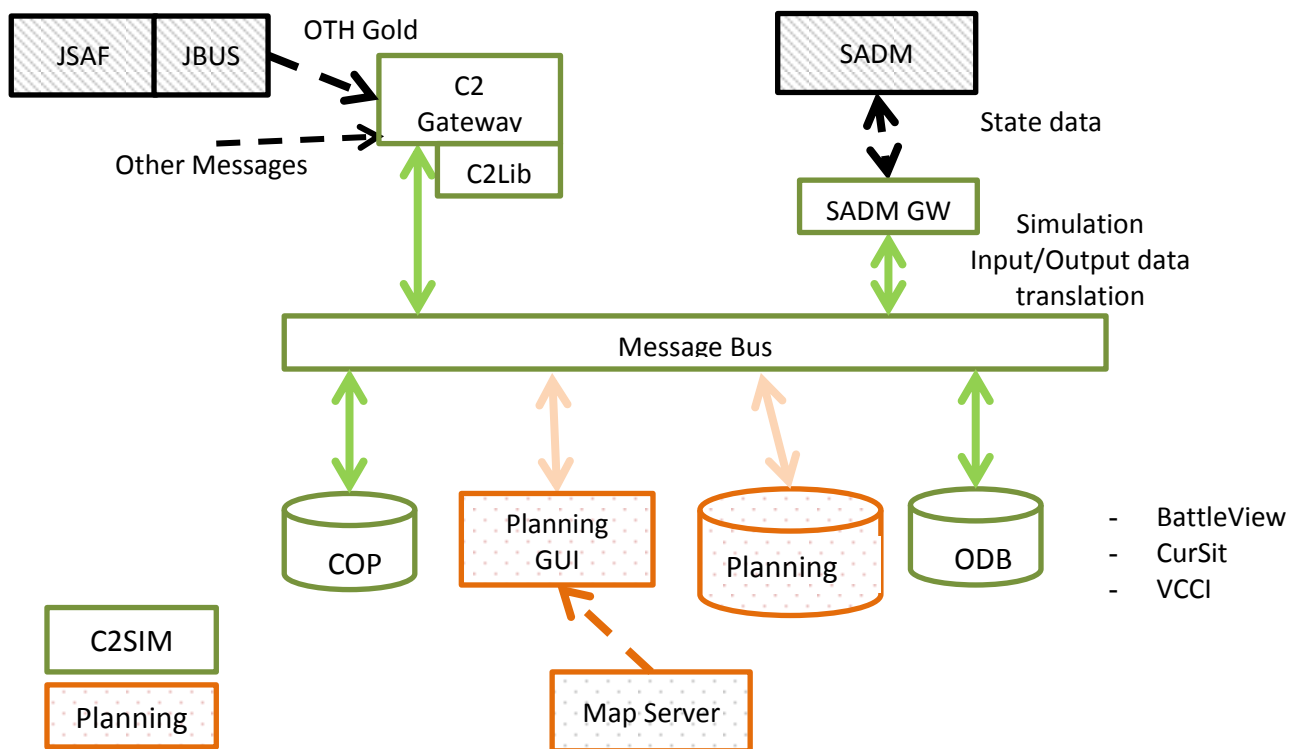 OTH Gold
JSAF
JBUS
SADM
C2
Gateway
State data
Other Messages
C2Lib
SADM GW
Simulation
Input/Output data
translation
Message Bus
Planning
GUI
COP
Planning
ODB
- BattleView
- CurSit
- VCCI
C2SIM
Planning
Map Server